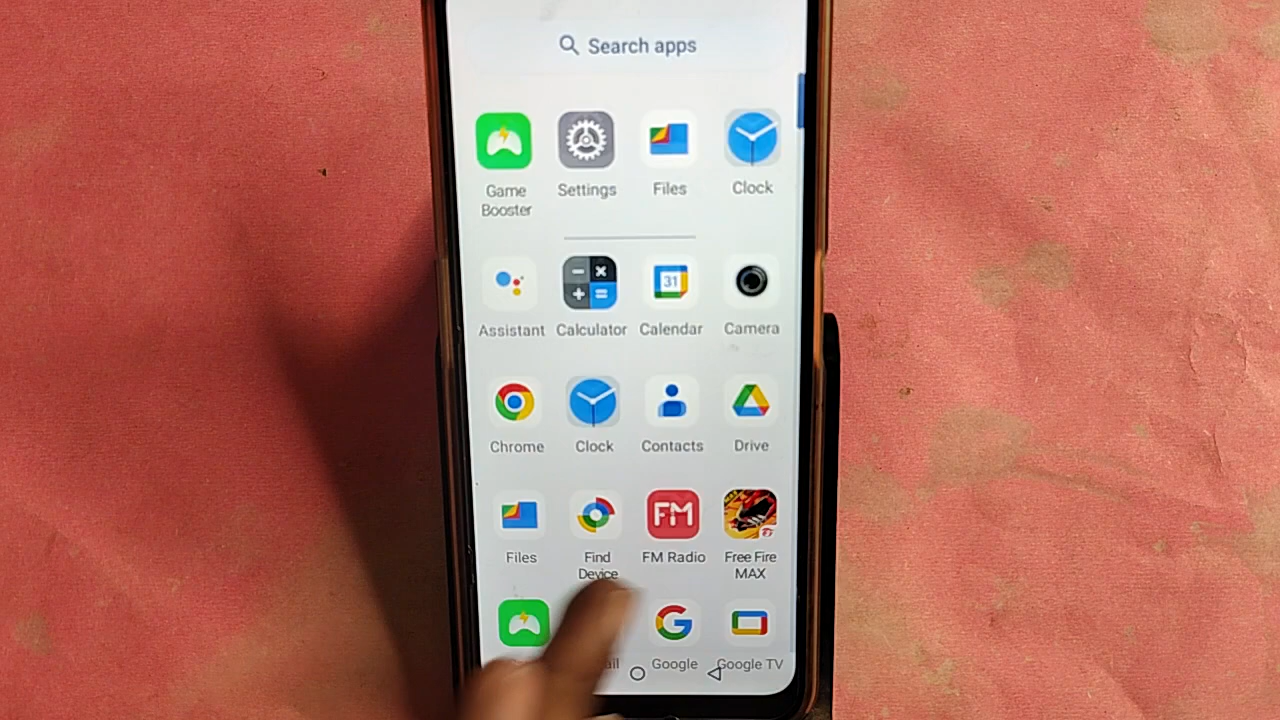 Search apps
Game
Booster
Settings
Files
Clock
Assistant
Calculator
31
Calendar
Camera
Chrome
Clock
Contacts
Drive
Files
Find
Device
FM
FM Radio
Free Fire
MAX
G
Google
Google TV